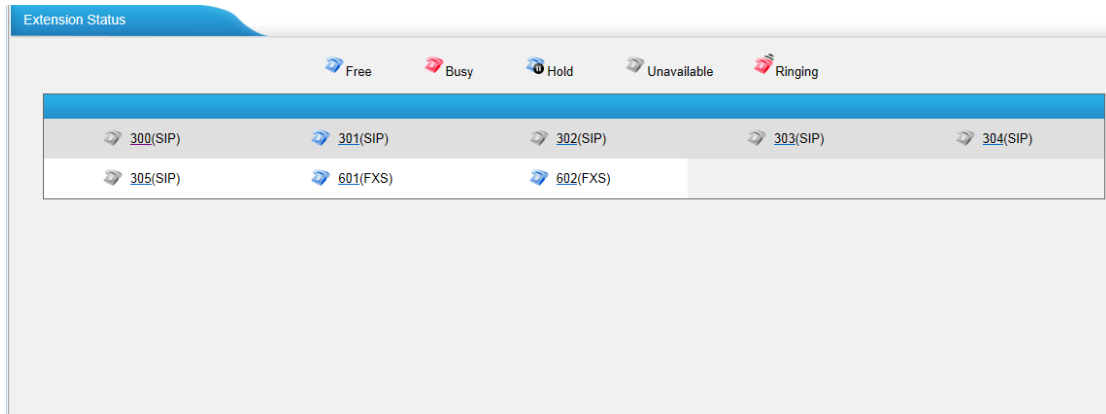 Extension Status
Free Busy Hold Unavailable Ringing
300(SIP) 301(SIP) 302(SIP) 303(SIP) 304(SIP)
305(SIP) 601(FXS) 602(FXS)